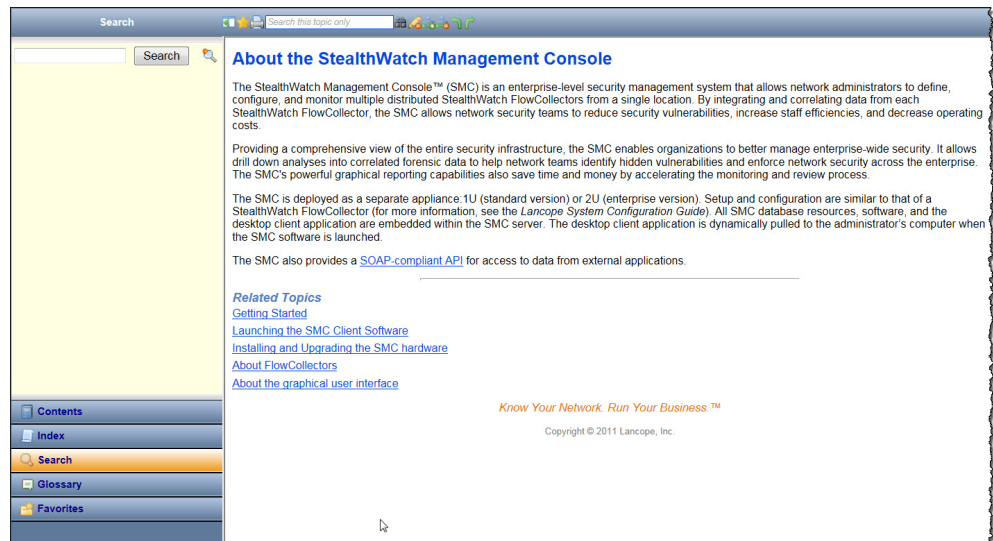 Search
Search this topic only
Search
About the StealthWatch Management Console
The StealthWatch Management Console™ (SMC) is an enterprise-level security management system that allows network administrators to define,
configure, and monitor multiple distributed StealthWatch FlowCollectors from a single location. By integrating and correlating data from each
StealthWatch FlowCollector, the SMC allows network security teams to reduce security vulnerabilities, increase staff efficiencies, and decrease operating
costs.
Providing a comprehensive view of the entire security infrastructure, the SMC enables organizations to better manage enterprise-wide security. It allows
drill down analyses into correlated forensic data to help network teams identify hidden vulnerabilities and enforce network security across the enterprise.
The SMC's powerful graphical reporting capabilities also save time and money by accelerating the monitoring and review process.
The SMC is deployed as a separate appliance:1U (standard version) or 2U (enterprise version). Setup and configuration are similar to that of a
StealthWatch FlowCollector (for more information, see the Lancope System Configuration Guide). All SMC database resources, software, and the
desktop client application are embedded within the SMC server. The desktop client application is dynamically pulled to the administrator's computer when
the SMC software is launched.
The SMC also provides a SOAP-compliant API for access to data from external applications.
Related Topics
Getting Started
Launching the SMC Client Software
Installing and Upgrading the SMC hardware
About FlowCollectors
About the graphical user interface
Know Your Network. Run Your Business.™
Copyright © 2011 Lancope, Inc.
Contents
Index
Search
Glossary
Favorites